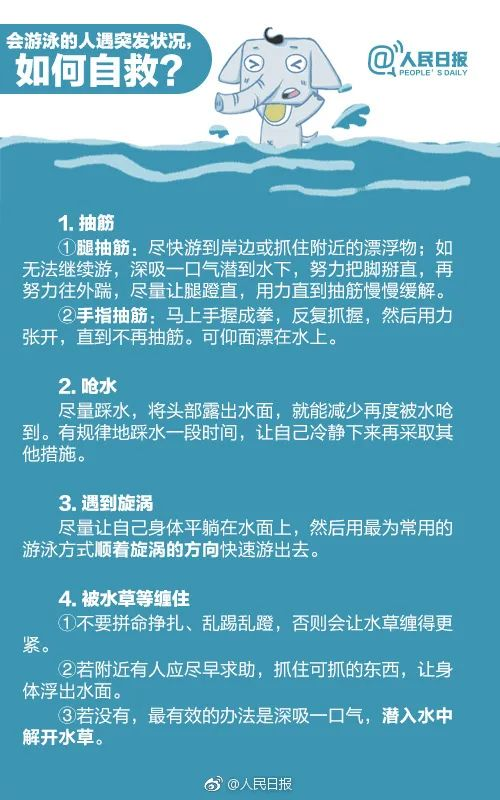 会游泳的人遇突发状况，
如何自救？
@人民日报
PEOPLE'S DAILY
1. 抽筋
①腿抽筋：尽快游到岸边或抓住附近的漂浮物；如
无法继续游，深吸一口气潜到水下，努力把脚掰直，再
努力往外踹，尽量让腿蹬直，用力直到抽筋慢慢缓解。
②手指抽筋：马上手握成拳，反复抓握，然后用力
张开，直到不再抽筋。可仰面漂在水上。
2. 呛水
尽量踩水，将头部露出水面，就能减少再度被水呛
到。有规律地踩水一段时间，让自己冷静下来再采取其
他措施。
3. 遇到旋涡
尽量让自己身体平躺在水面上，然后用最为常用的
游泳方式顺着旋涡的方向快速游出去。
4. 被水草等缠住
①不要拼命挣扎、乱踢乱蹬，否则会让水草缠得更
紧。
②若附近有人应尽早求助，抓住可抓的东西，让身
体浮出水面。
③若没有，最有效的办法是深吸一口气，潜入水中
解开水草。
@人民日报